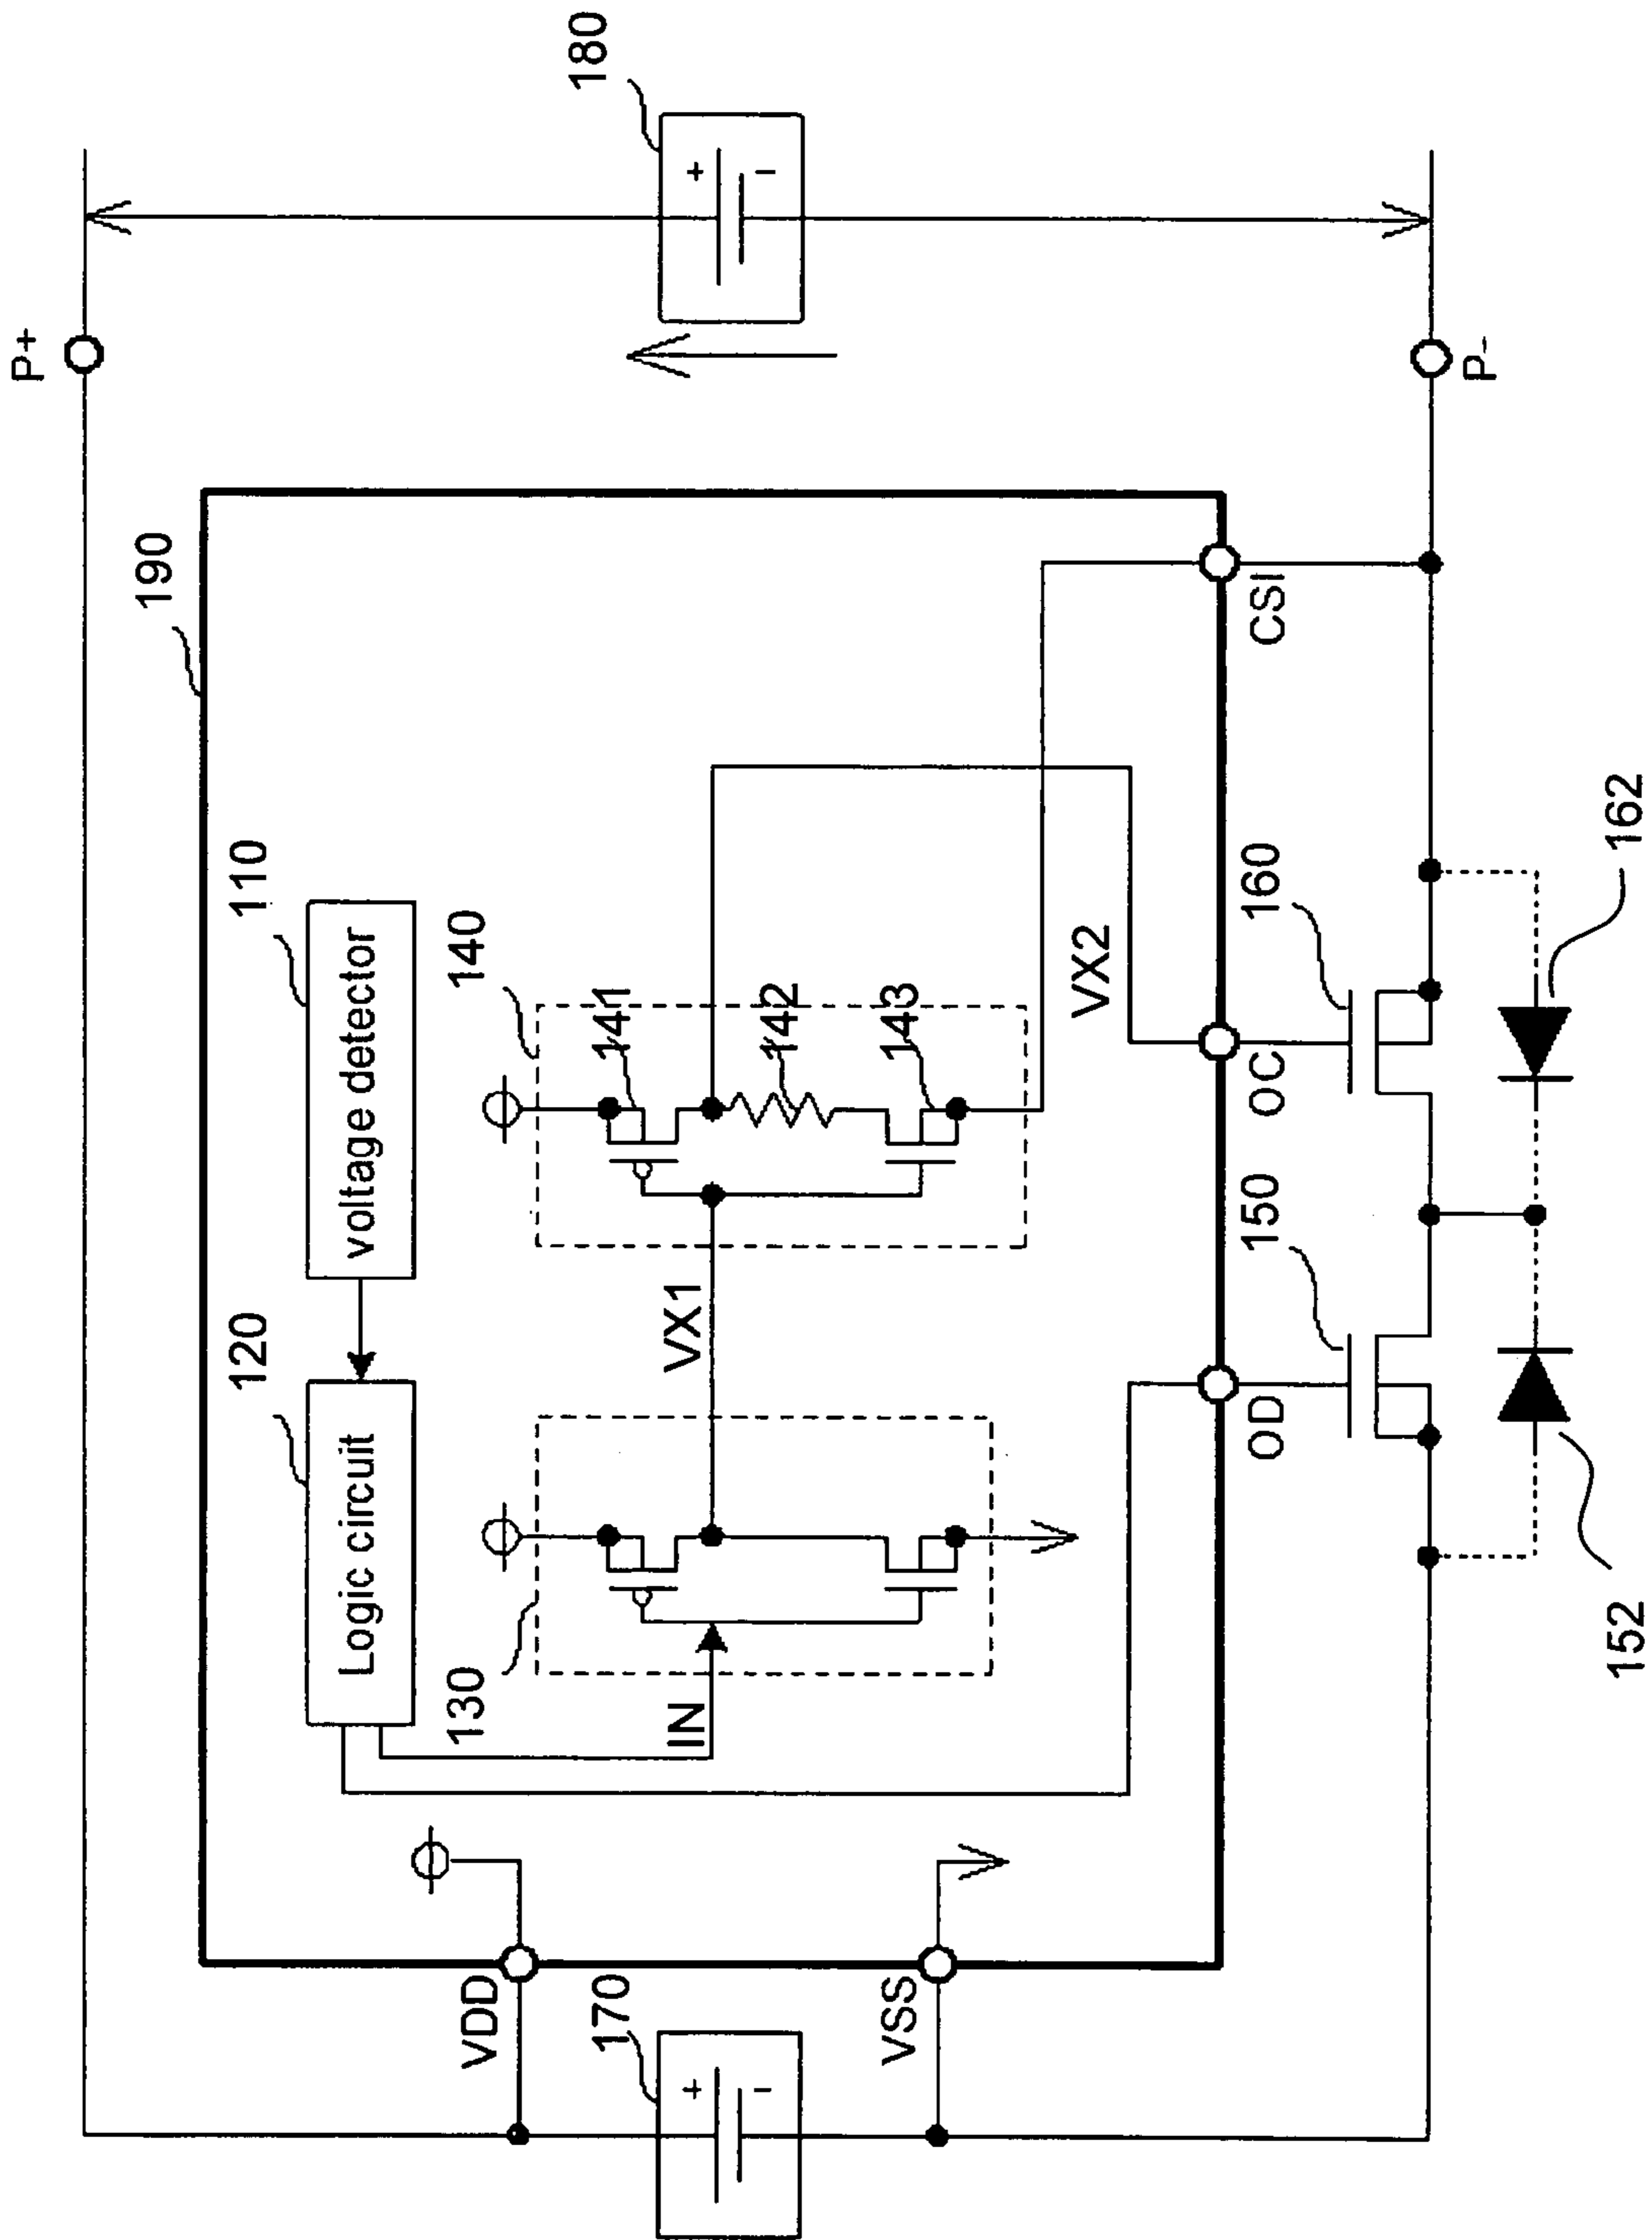 P+
180
190
110
voltage detector
120
Logic circuit
140
141
142
143
130
IN
VX1
VX2
VDD
170
+
-
VSS
+
-
CSI
OC
160
OD
150
P-
162
152